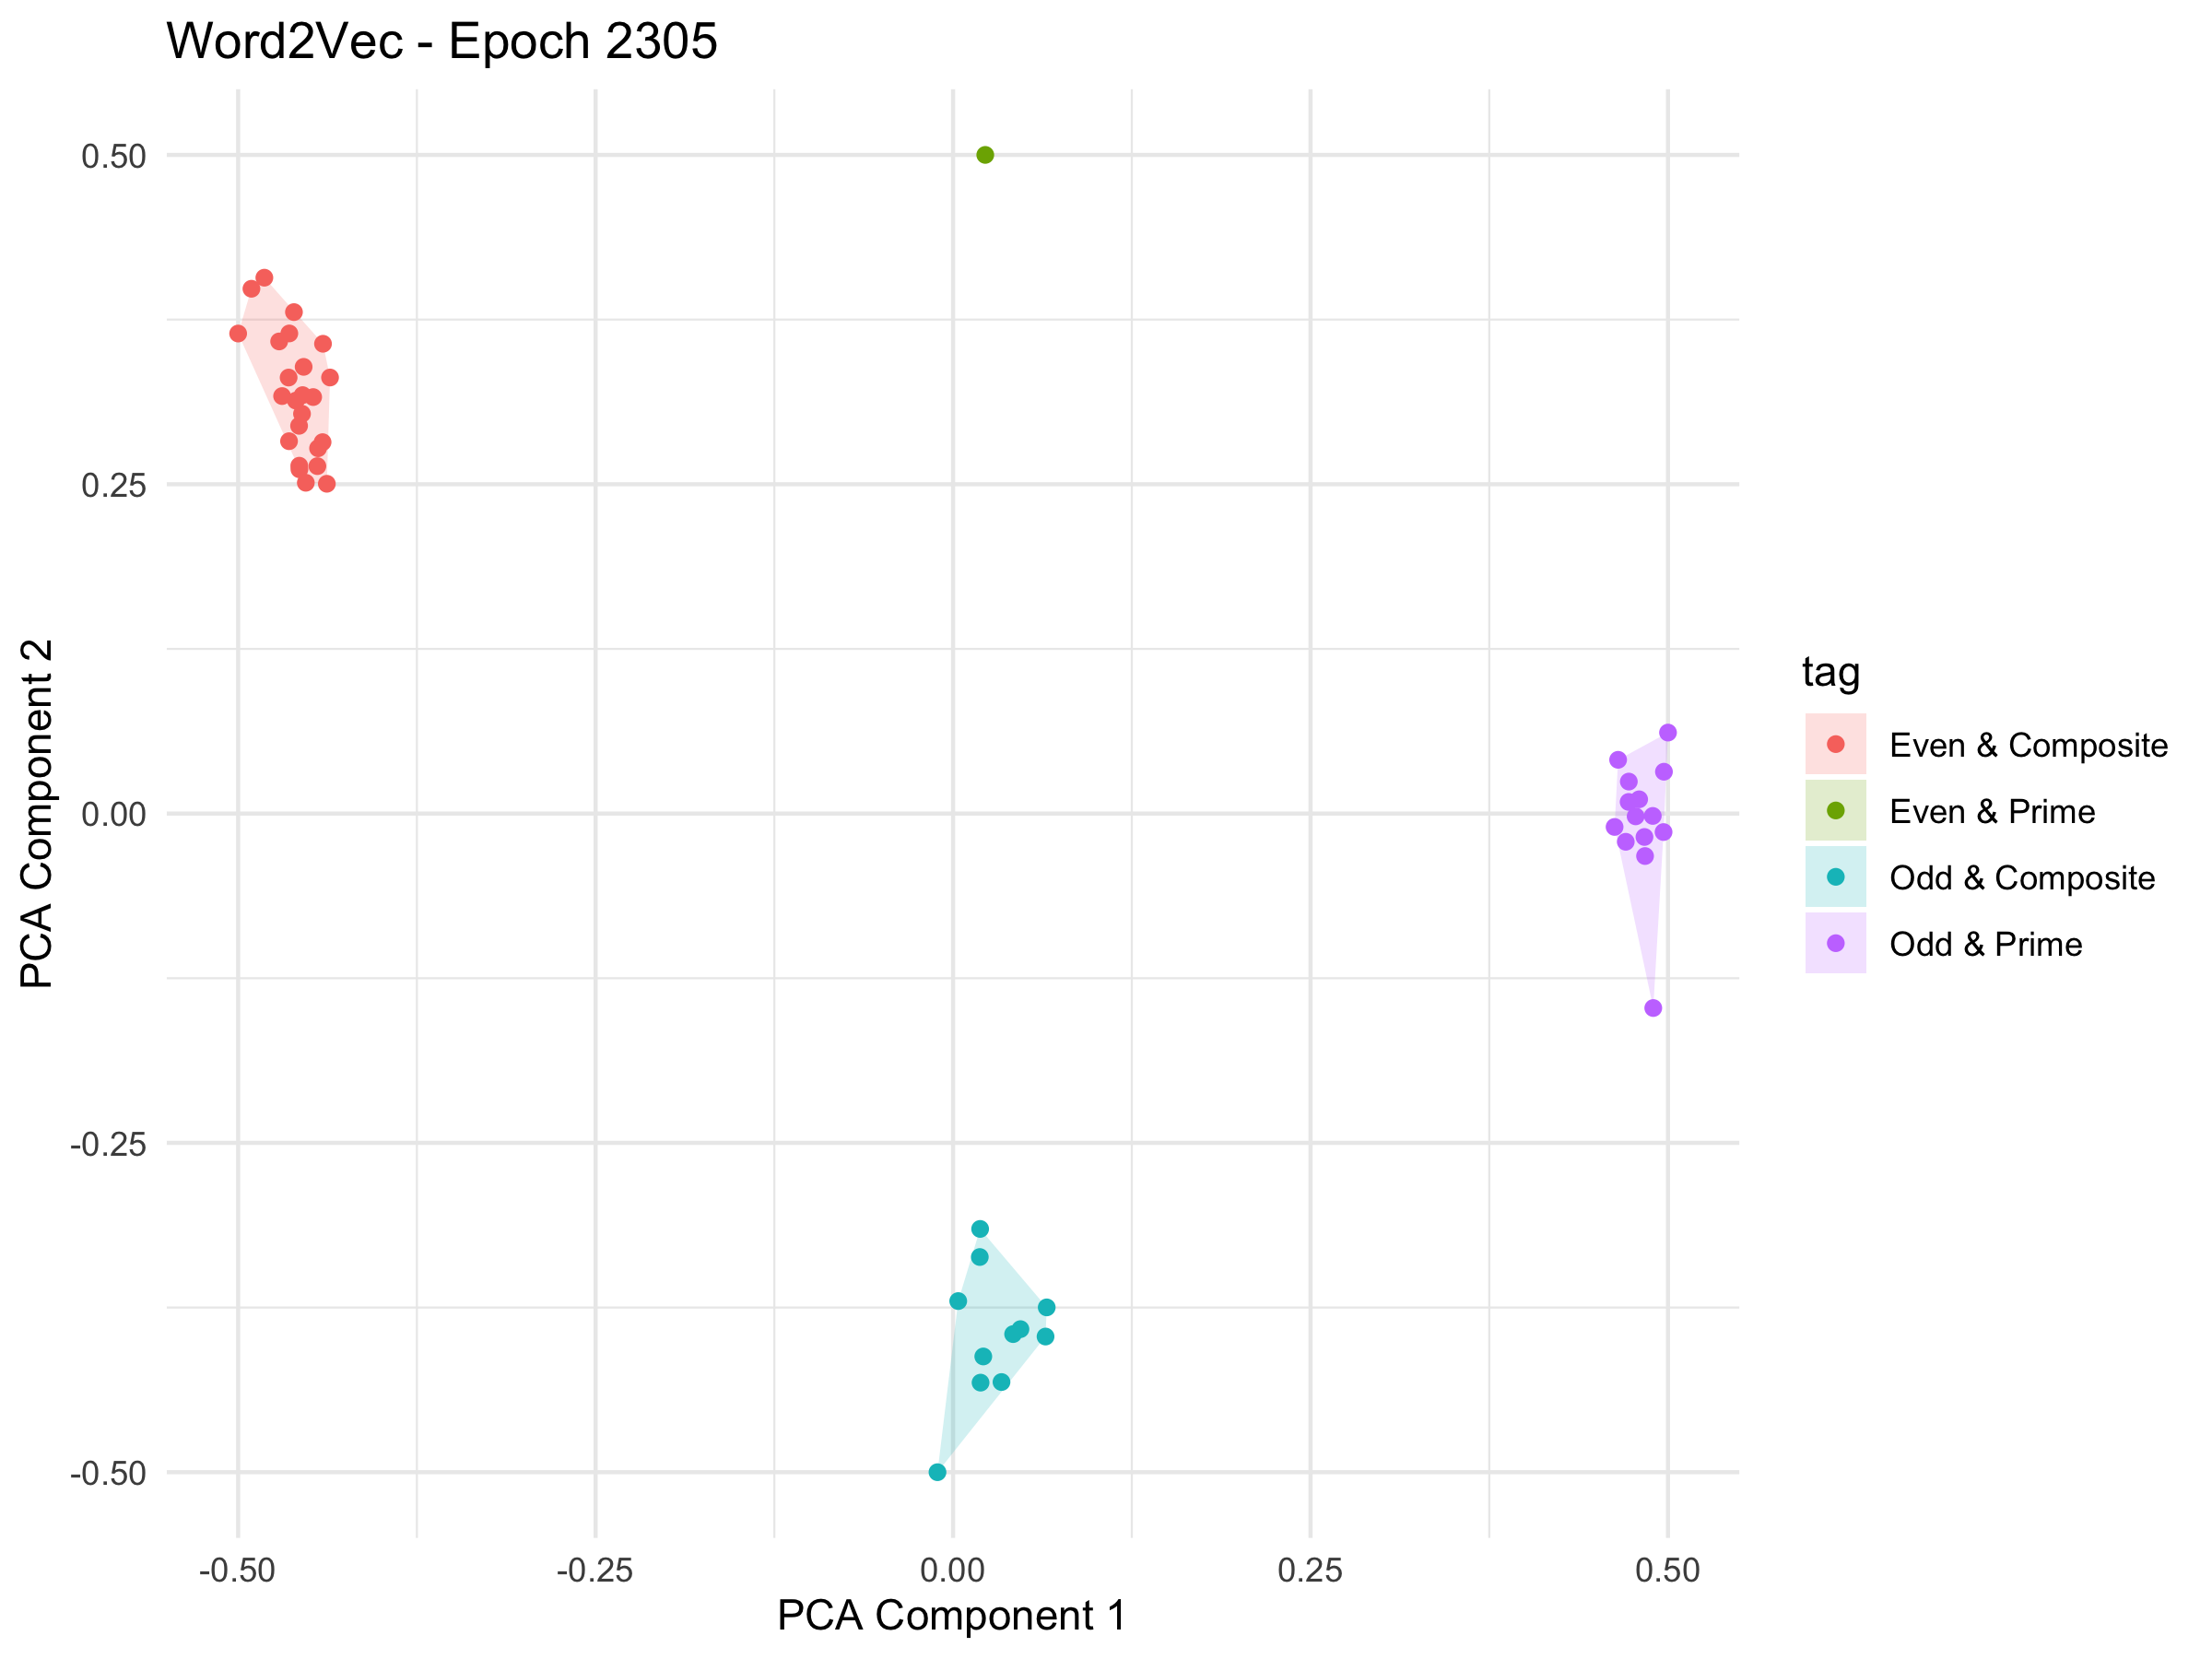 Word2Vec - Epoch 2305
PCA Component 2
0.50
0.25
0.00
-0.25
-0.50
-0.50
-0.25
0.00
0.25
0.50
PCA Component 1
tag
Even & Composite
Even & Prime
Odd & Composite
Odd & Prime